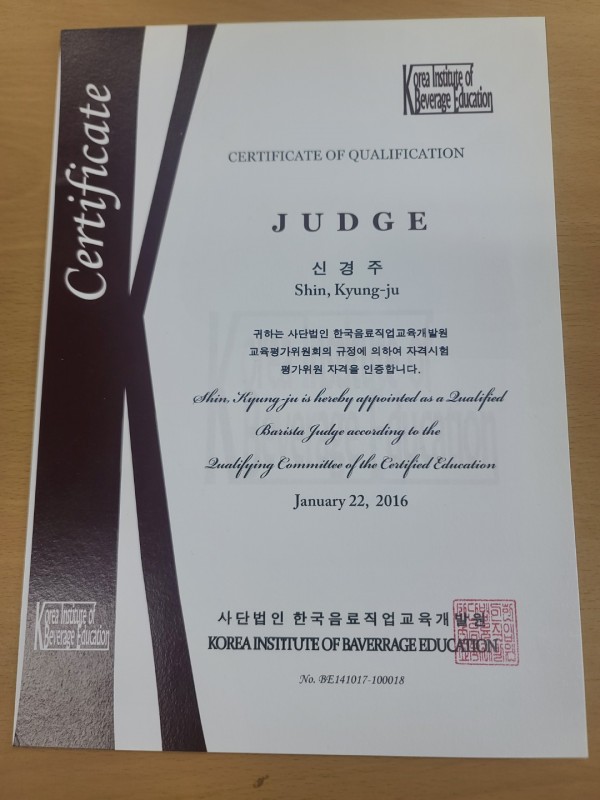 Certificate
Korea Institute of
Beverage Education
CERTIFICATE OF QUALIFICATION
JUDGE
신경주
Shin, Kyung-ju
귀하는 사단법인 한국음료직업교육개발원
교육평가위원회의 규정에 의하여 자격시험
평가위원 자격을 인증합니다.
Shin, Kyung-ju is hereby appointed as a Qualified
Barista Judge according to the
Qualifying Committee of the Certified Education
January 22, 2016
사단법인 한국음료직업교육개발원
KOREA INSTITUTE OF BAVERRAGE EDUCATION
No. BE141017-100018
Korea Institute of
Beverage Education